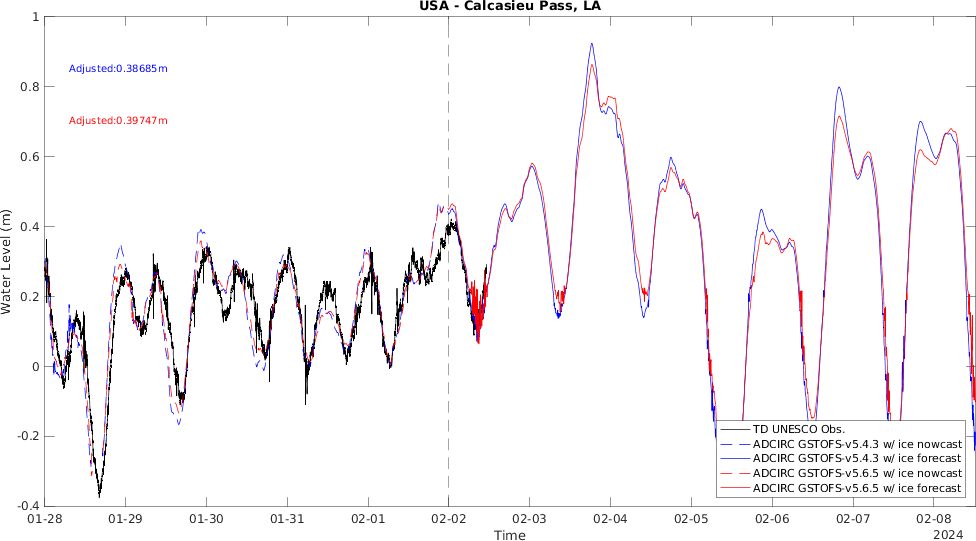 USA - Calcasieu Pass, LA
1
Adjusted:0.38685m
0.8
Adjusted:0.39747m
0.6
0.4
Water Level (m)
0.2
0
-0.2
-0.4
TD UNESCO Obs.
ADCIRC GSTOFS-v5.4.3 w/ ice nowcast
ADCIRC GSTOFS-v5.4.3 w/ ice forecast
ADCIRC GSTOFS-v5.6.5 w/ ice nowcast
ADCIRC GSTOFS-v5.6.5 w/ ice forecast
01-28 01-29 01-30 01-31 02-01 02-02 02-03 02-04 02-05 02-06 02-07 02-08
Time
2024